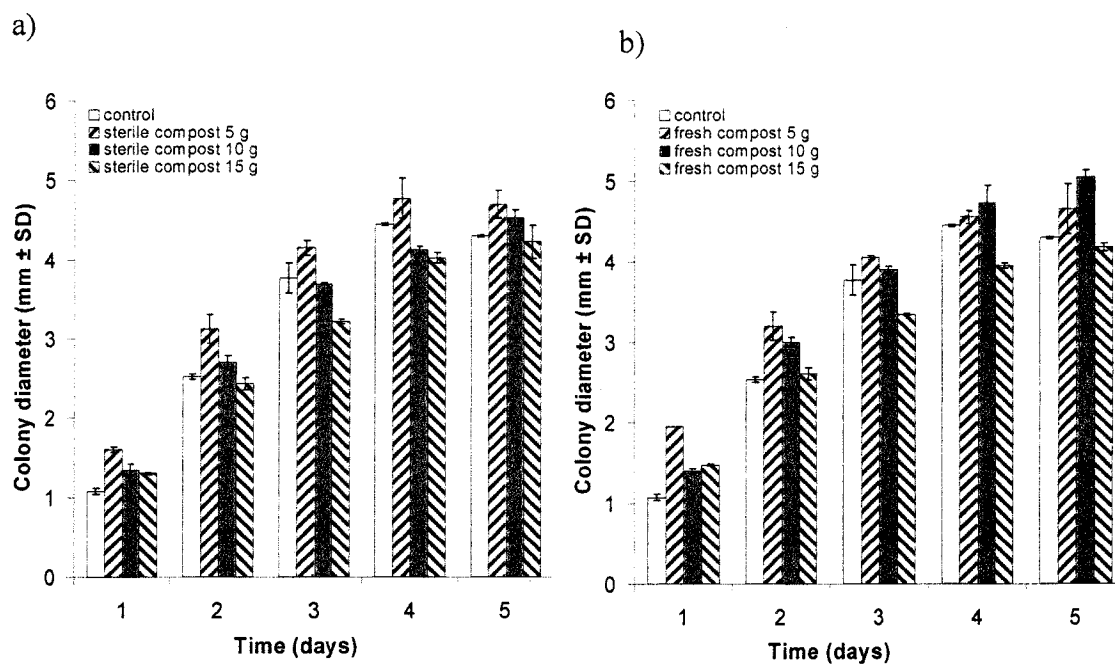 a)
6
5
4
3
2
1
0
Colony diameter (mm ± SD)
control
sterile compost 5 g
sterile compost 10 g
sterile compost 15 g
1 2 3 4 5
Time (days)
b)
6
5
4
3
2
1
0
Colony diameter (mm ± SD)
control
fresh compost 5 g
fresh compost 10 g
fresh compost 15 g
1 2 3 4 5
Time (days)